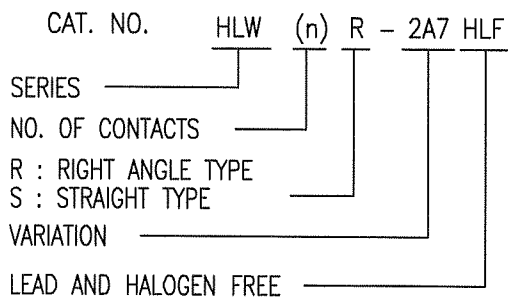 CAT. NO. HLW (n) R - 2A7 HLF
SERIES
NO. OF CONTACTS
R : RIGHT ANGLE TYPE
S : STRAIGHT TYPE
VARIATION
LEAD AND HALOGEN FREE